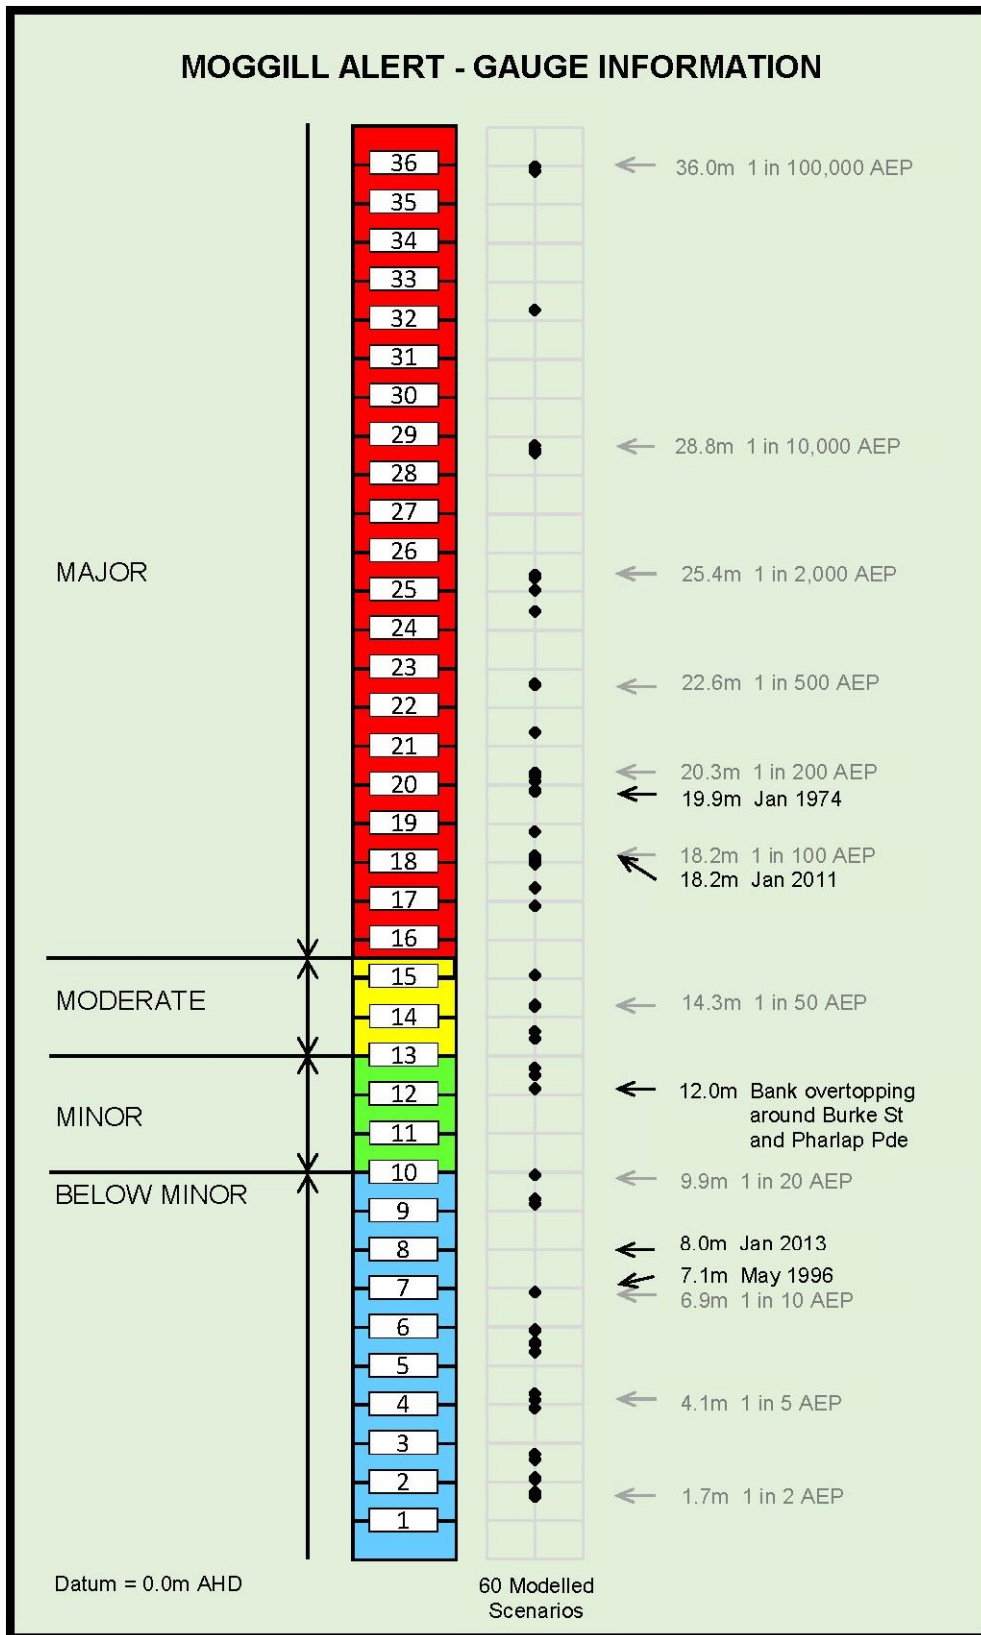 MOGGILL ALERT - GAUGE INFORMATION
36
35
34
33
32
31
30
29
28
27
26
25
24
23
22
21
20
19
18
17
16
15
14
13
12
11
10
9
8
7
6
5
4
3
2
1
MAJOR
MODERATE
MINOR
BELOW MINOR
36.0m 1 in 100,000 AEP
28.8m 1 in 10,000 AEP
25.4m 1 in 2,000 AEP
22.6m 1 in 500 AEP
20.3m 1 in 200 AEP
19.9m Jan 1974
18.2m 1 in 100 AEP
18.2m Jan 2011
14.3m 1 in 50 AEP
12.0m Bank overtopping
around Burke St
and Pharlap Pde
9.9m 1 in 20 AEP
8.0m Jan 2013
7.1m May 1996
6.9m 1 in 10 AEP
4.1m 1 in 5 AEP
1.7m 1 in 2 AEP
Datum = 0.0m AHD
60 Modelled
Scenarios